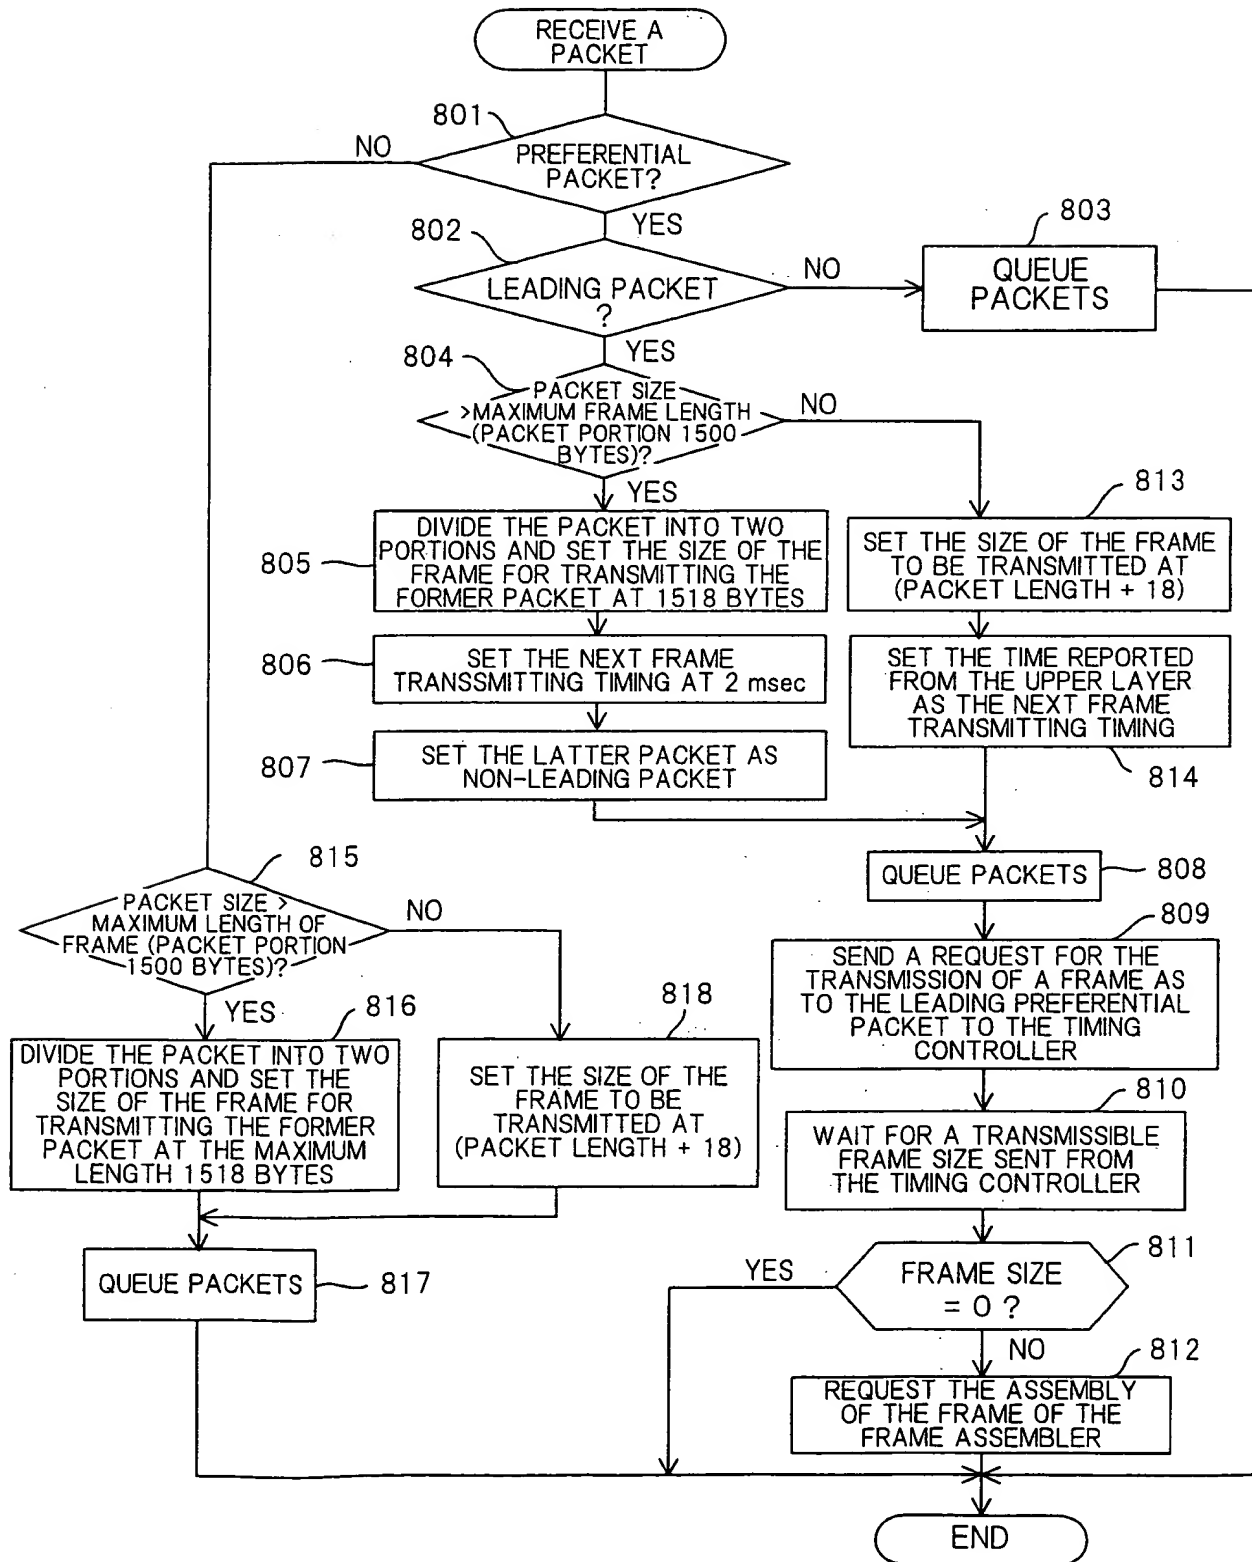 RECEIVE A
PACKET
801
NO
PREFERENTIAL
PACKET?
YES
802
803
LEADING PACKET
?
NO
QUEUE
PACKETS
YES
804
PACKET SIZE
>MAXIMUM FRAME LENGTH
(PACKET PORTION 1500
BYTES)?
NO
YES
805
DIVIDE THE PACKET INTO TWO
PORTIONS AND SET THE SIZE OF THE
FRAME FOR TRANSMITTING THE
FORMER PACKET AT 1518 BYTES
813
SET THE SIZE OF THE FRAME
TO BE TRANSMITTED AT
(PACKET LENGTH + 18)
806
SET THE NEXT FRAME
TRANSSMITTING TIMING AT 2 msec
SET THE TIME REPORTED
FROM THE UPPER LAYER
AS THE NEXT FRAME
TRANSMITTING TIMING
814
807
SET THE LATTER PACKET AS
NON-LEADING PACKET
815
PACKET SIZE >
MAXIMUM LENGTH OF
FRAME (PACKET PORTION
1500 BYTES)?
NO
YES
QUEUE PACKETS
808
809
SEND A REQUEST FOR THE
TRANSMISSION OF A FRAME AS
TO THE LEADING PREFERENTIAL
PACKET TO THE TIMING
CONTROLLER
816
DIVIDE THE PACKET INTO TWO
PORTIONS AND SET THE
SIZE OF THE FRAME FOR
TRANSMITTING THE FORMER
PACKET AT THE MAXIMUM
LENGTH 1518 BYTES
818
SET THE SIZE OF THE
FRAME TO BE
TRANSMITTED AT
(PACKET LENGTH + 18)
810
WAIT FOR A TRANSMISSIBLE
FRAME SIZE SENT FROM
THE TIMING CONTROLLER
QUEUE PACKETS
817
811
YES
FRAME SIZE
= 0 ?
NO
812
REQUEST THE ASSEMBLY
OF THE FRAME OF THE
FRAME ASSEMBLER
END